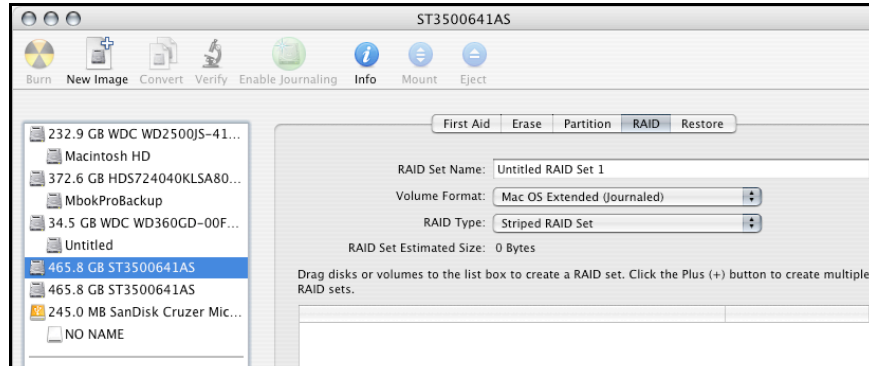 ST3500641AS
Burn New Image Convert Verify Enable Journaling Info Mount Eject
First Aid Erase Partition RAID Restore
232.9 GB WDC WD2500JS-41...
Macintosh HD
372.6 GB HDS724040KLSA80...
MbokProBackup
34.5 GB WDC WD360GD-00F...
Untitled
465.8 GB ST3500641AS
465.8 GB ST3500641AS
245.0 MB SanDisk Cruzer Mic...
NO NAME
RAID Set Name: Untitled RAID Set 1
Volume Format: Mac OS Extended (Journaled)
RAID Type: Striped RAID Set
RAID Set Estimated Size: 0 Bytes
Drag disks or volumes to the list box to create a RAID set. Click the Plus (+) button to create multiple
RAID sets.